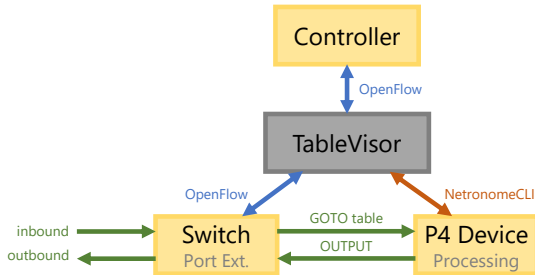 Controller
OpenFlow
TableVisor
OpenFlow
NetronomeCLI
inbound
outbound
Switch
Port Ext.
GOTO table
OUTPUT
P4 Device
Processing